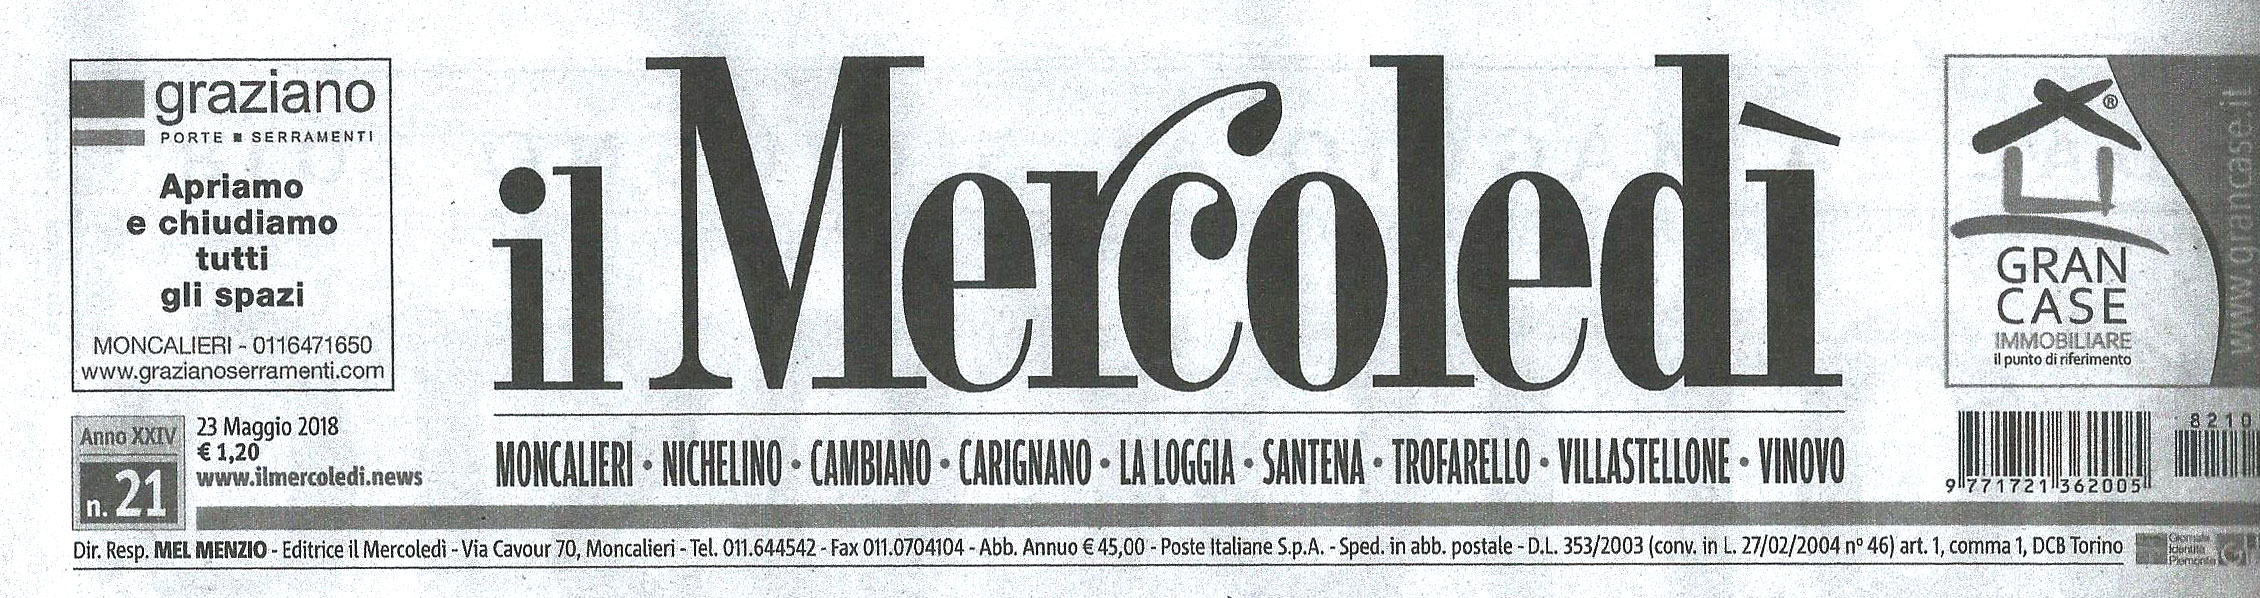 graziano
PORTE ■ SERRAMENTI
Apriamo
e chiudiamo
tutti
gli spazi
MONCALIERI - 0116471650
www.grazianoserramenti.com
il Mercoledì
®
GRAN
CASE
IMMOBILIARE
il punto di riferimento
www.grancase.it
Anno XXIV
n. 21
23 Maggio 2018
€ 1,20
www.ilmercoledi.news
MONCALIERI • NICHELINO • CAMBIANO • CARIGNANO • LA LOGGIA • SANTENA • TROFARELLO • VILLASTELLONE • VINOVO
9 771721 362005
8210
Dir. Resp. MEL MENZIO - Editrice il Mercoledì - Via Cavour 70, Moncalieri - Tel. 011.644542 - Fax 011.0704104 - Abb. Annuo € 45,00 - Poste Italiane S.p.A. - Sped. in abb. postale - D.L. 353/2003 (conv. in L. 27/02/2004 n° 46) art. 1, comma 1, DCB Torino
Giornale
Identità
Piemonte